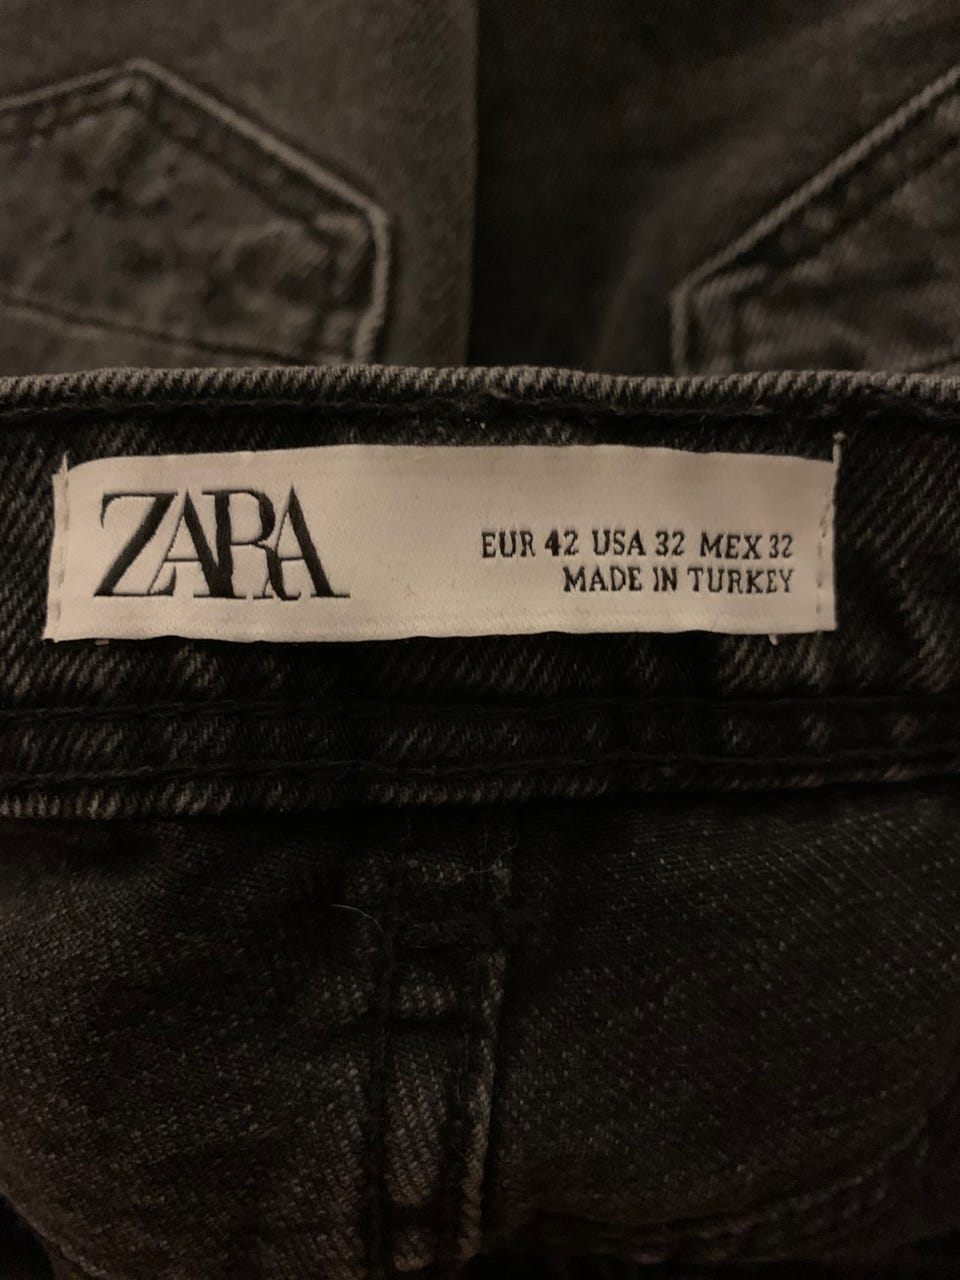 ZARA
EUR 42 USA 32 MEX 32
MADE IN TURKEY